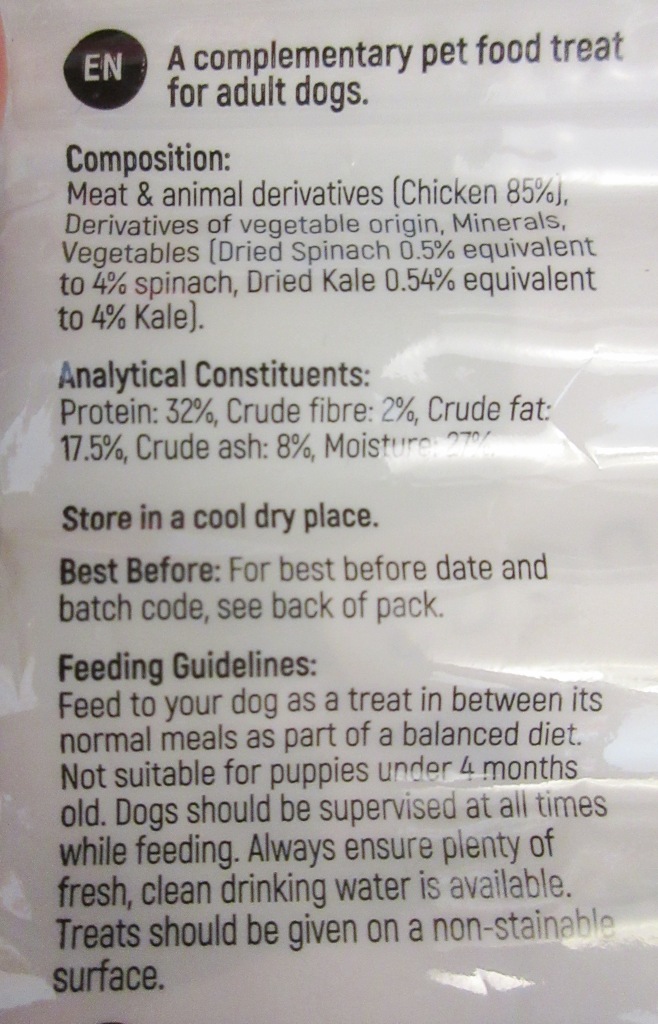 EN
A complementary pet food treat
for adult dogs.
Composition:
Meat & animal derivatives (Chicken 85%),
Derivatives of vegetable origin, Minerals,
Vegetables (Dried Spinach 0.5% equivalent
to 4% spinach, Dried Kale 0.54% equivalent
to 4% Kale).
Analytical Constituents:
Protein: 32%, Crude fibre: 2%, Crude fat:
17.5%, Crude ash: 8%, Moisture: 27%.
Store in a cool dry place.
Best Before: For best before date and
batch code, see back of pack.
Feeding Guidelines:
Feed to your dog as a treat in between its
normal meals as part of a balanced diet.
Not suitable for puppies under 4 months
old. Dogs should be supervised at all times
while feeding. Always ensure plenty of
fresh, clean drinking water is available.
Treats should be given on a non-stainable
surface.